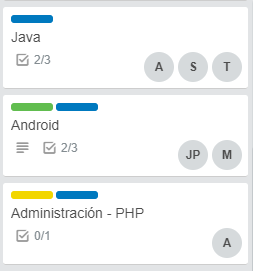 Java
2/3
A S T
Android
2/3
JP M
Administración - PHP
0/1
A